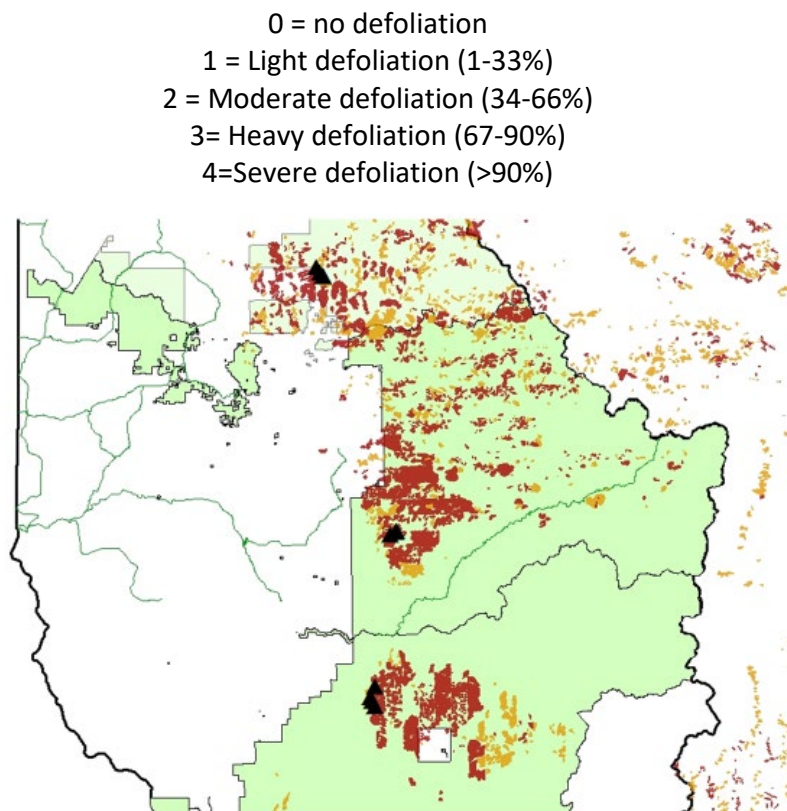 0 = no defoliation
1 = Light defoliation (1-33%)
2 = Moderate defoliation (34-66%)
3= Heavy defoliation (67-90%)
4=Severe defoliation (>90%)